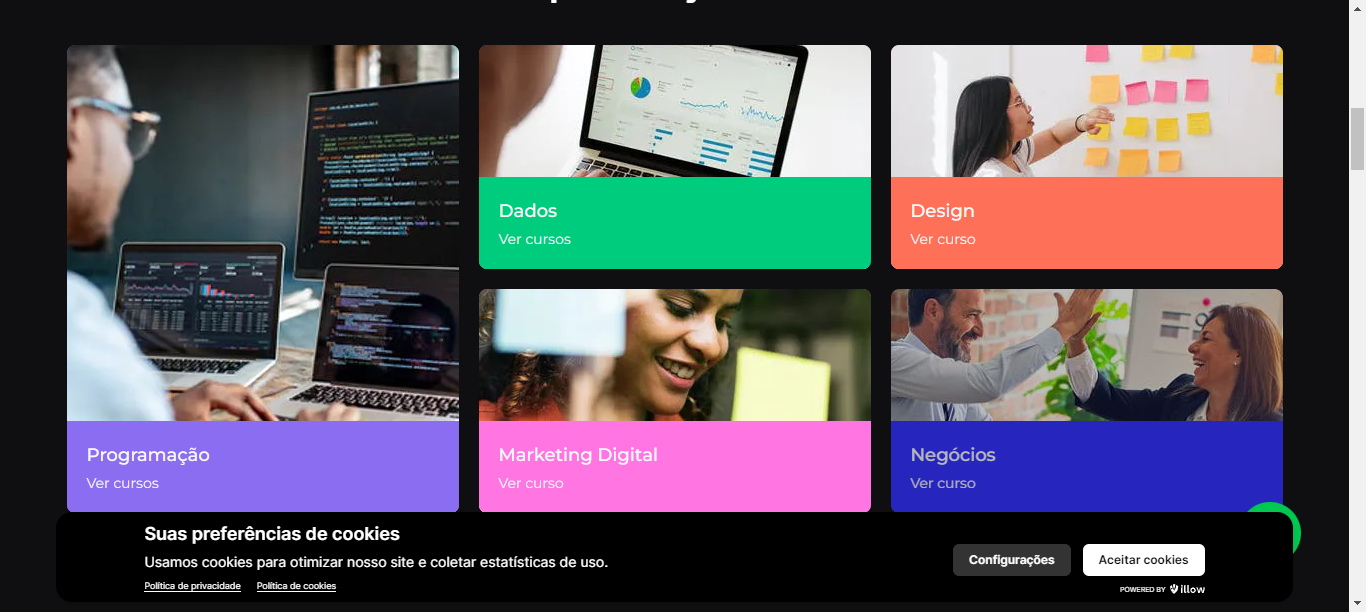 Dados
Ver cursos
Design
Ver curso
Programação
Ver cursos
Marketing Digital
Ver curso
Negócios
Ver curso
Suas preferências de cookies
Usamos cookies para otimizar nosso site e coletar estatísticas de uso.
Política de privacidade Política de cookies
Configurações
Aceitar cookies
POWERED BY illow